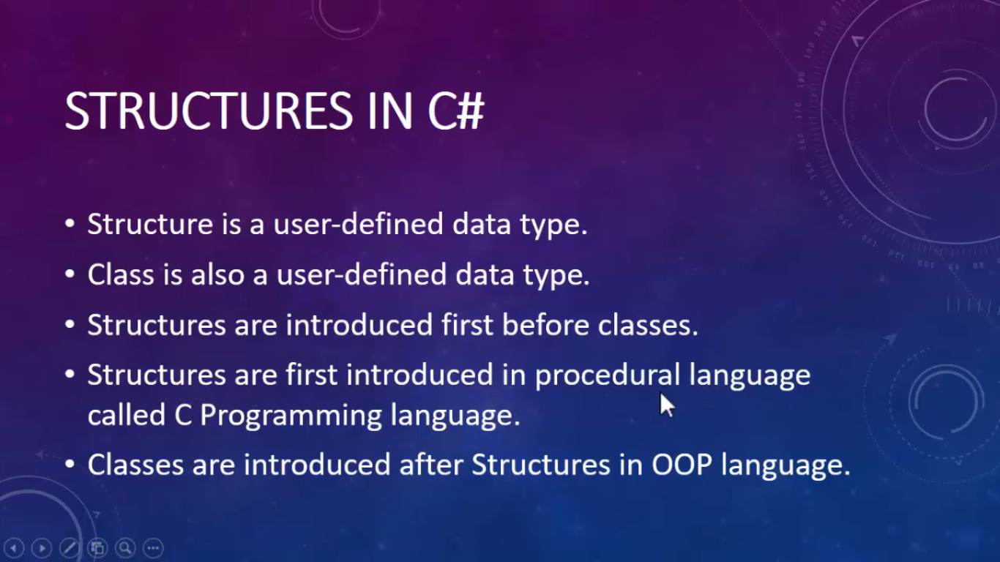 STRUCTURES IN C#
• Structure is a user-defined data type.
• Class is also a user-defined data type.
• Structures are introduced first before classes.
• Structures are first introduced in procedural language
called C Programming language.
• Classes are introduced after Structures in OOP language.